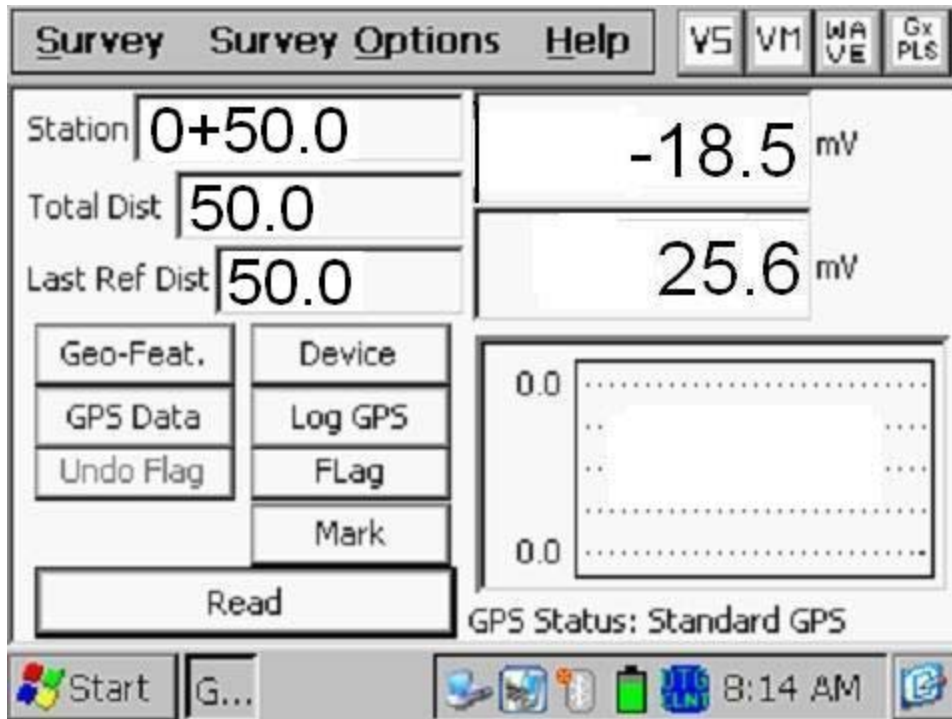 Survey Survey Options Help VS VM WAVE Gx PLS
Station 0+50.0
-18.5 mV
Total Dist 50.0
25.6 mV
Last Ref Dist 50.0
Geo-Feat. Device
GPS Data Log GPS
Undo Flag FLag
Mark
Read
0.0
0.0
GPS Status: Standard GPS
Start G... 8:14 AM